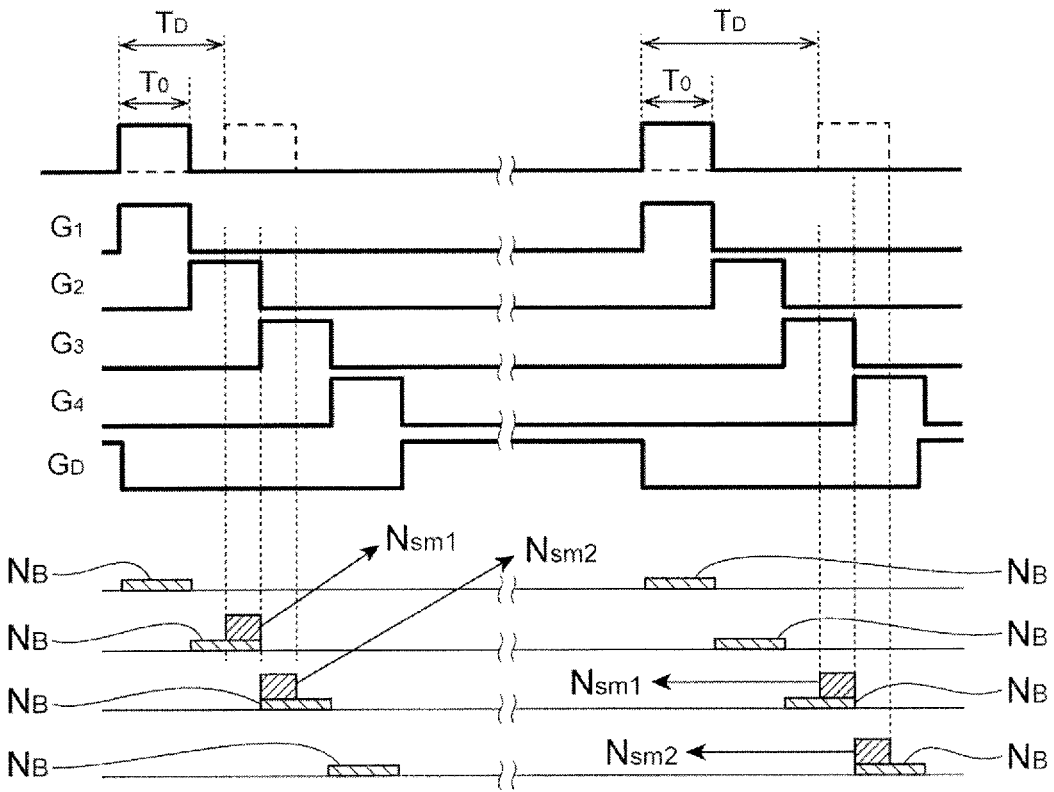 TD TD
T0 T0
G1
G2
G3
G4
GD
Nsm1
Nsm2
NB NB
NB NB
NB Nsm1 NB
NB Nsm2 NB